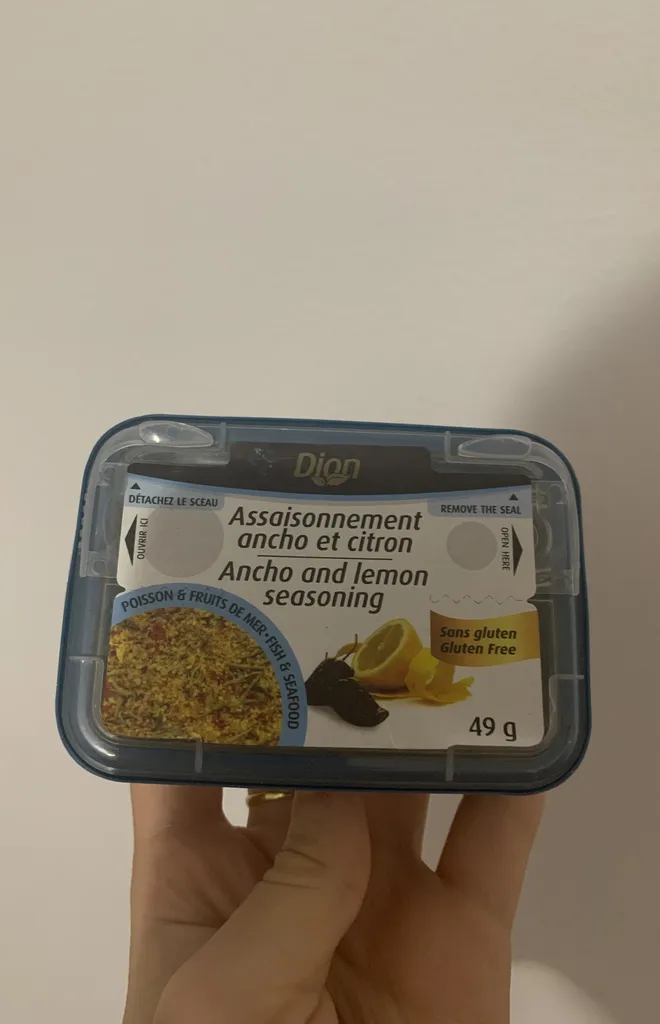 Dion
DÉTACHEZ LE SCEAU
REMOVE THE SEAL
OUVRIR ICI
OPEN HERE
Assaisonnement
ancho et citron
Ancho and lemon
seasoning
POISSON & FRUITS DE MER • FISH & SEAFOOD
Sans gluten
Gluten Free
49 g